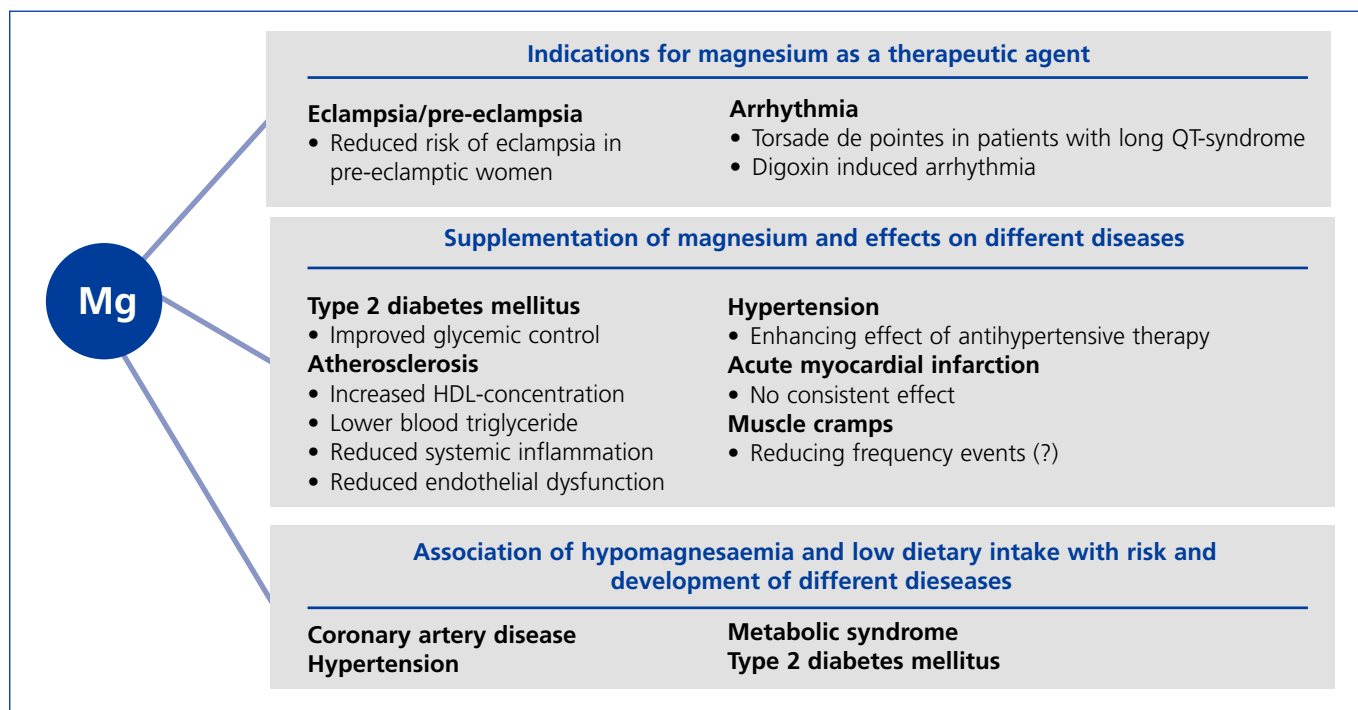 Mg
Indications for magnesium as a therapeutic agent
Eclampsia/pre-eclampsia
• Reduced risk of eclampsia in
pre-eclamptic women
Arrhythmia
• Torsade de pointes in patients with long QT-syndrome
• Digoxin induced arrhythmia
Supplementation of magnesium and effects on different diseases
Type 2 diabetes mellitus
• Improved glycemic control
Atherosclerosis
• Increased HDL-concentration
• Lower blood triglyceride
• Reduced systemic inflammation
• Reduced endothelial dysfunction
Hypertension
• Enhancing effect of antihypertensive therapy
Acute myocardial infarction
• No consistent effect
Muscle cramps
• Reducing frequency events (?)
Association of hypomagnesaemia and low dietary intake with risk and
development of different dieseases
Coronary artery disease
Hypertension
Metabolic syndrome
Type 2 diabetes mellitus